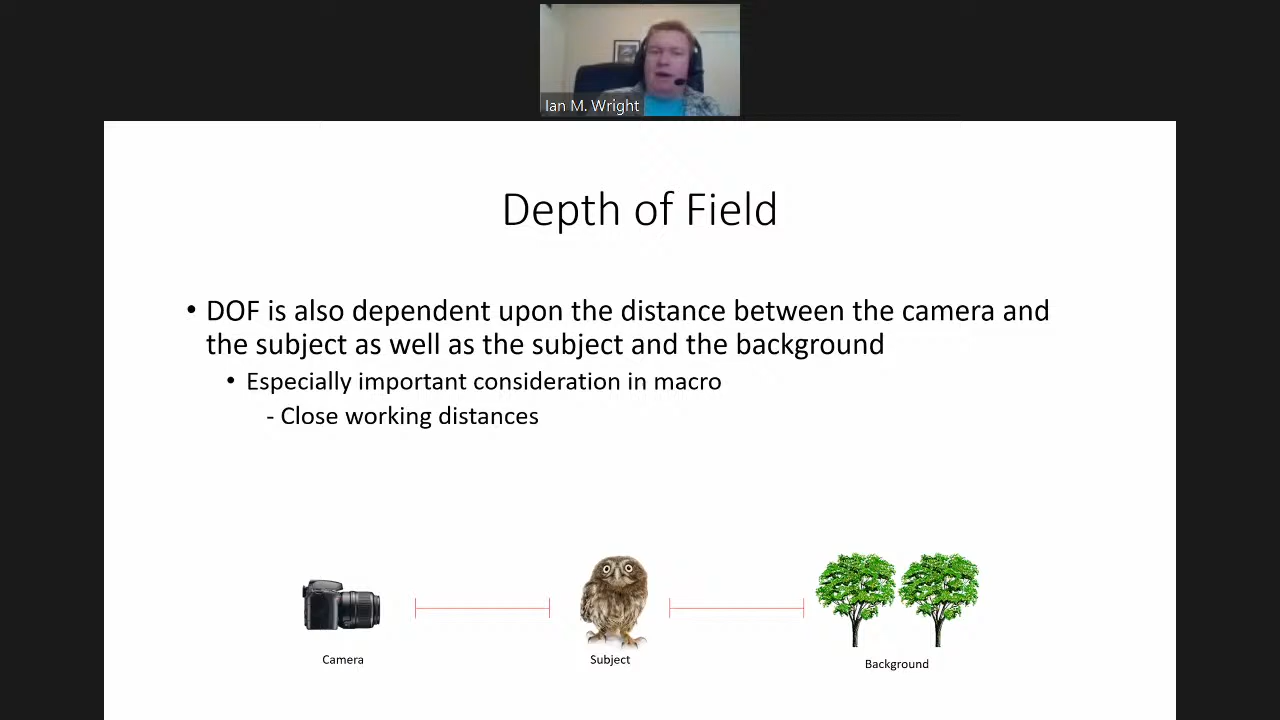 Ian M. Wright
Depth of Field
• DOF is also dependent upon the distance between the camera and
the subject as well as the subject and the background
• Especially important consideration in macro
- Close working distances
Camera
Subject
Background